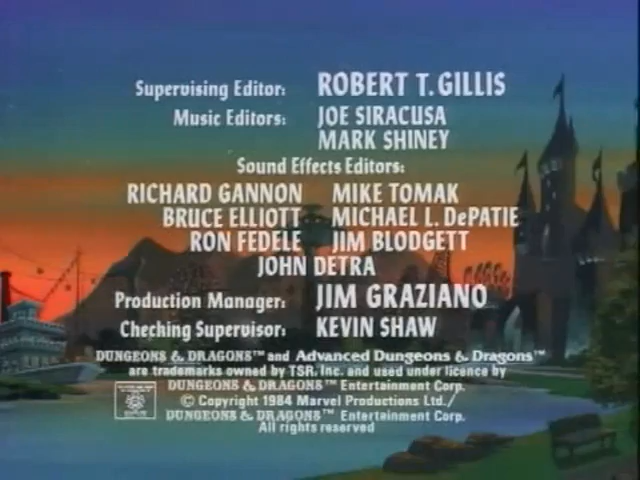 Supervising Editor: ROBERT T. GILLIS
Music Editors: JOE SIRACUSA
MARK SHINEY
Sound Effects Editors:
RICHARD GANNON MIKE TOMAK
BRUCE ELLIOTT MICHAEL L. DePATIE
RON FEDELE JIM BLODGETT
JOHN DETRA
Production Manager: JIM GRAZIANO
Checking Supervisor: KEVIN SHAW
DUNGEONS & DRAGONS™ and Advanced Dungeons & Dragons™
are trademarks owned by TSR, Inc. and used under licence by
DUNGEONS & DRAGONS™ Entertainment Corp.
© Copyright 1984 Marvel Productions Ltd./
DUNGEONS & DRAGONS™ Entertainment Corp.
All rights reserved